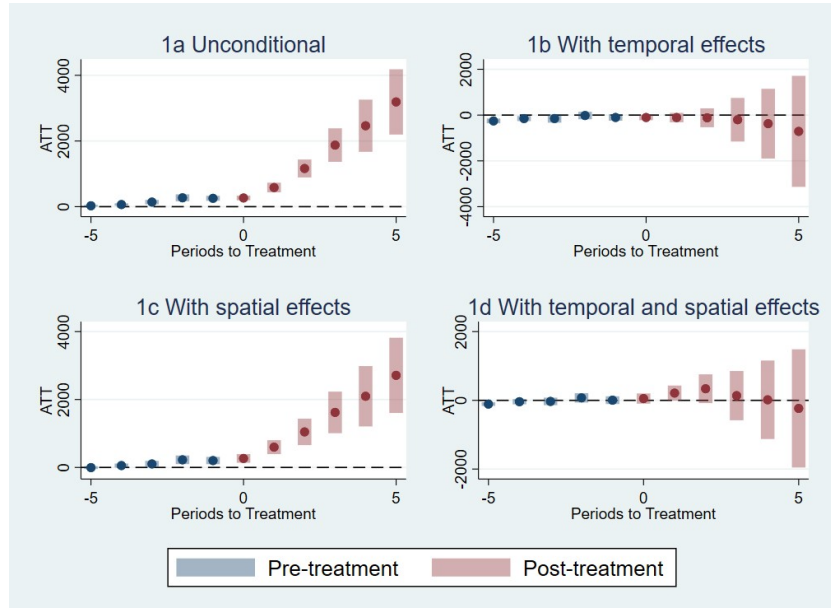 1a Unconditional
ATT
4000
2000
0
-5
0
5
Periods to Treatment
1b With temporal effects
ATT
2000
0
-2000
-4000
-5
0
5
Periods to Treatment
1c With spatial effects
ATT
4000
2000
0
-5
0
5
Periods to Treatment
1d With temporal and spatial effects
ATT
2000
0
-2000
-5
0
5
Periods to Treatment
Pre-treatment
Post-treatment